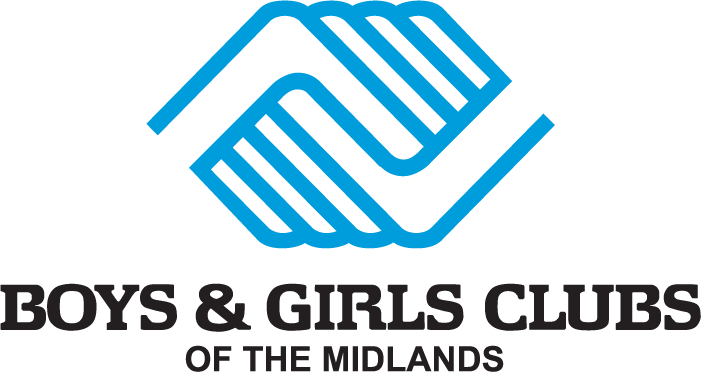 BOYS & GIRLS CLUBS
OF THE MIDLANDS